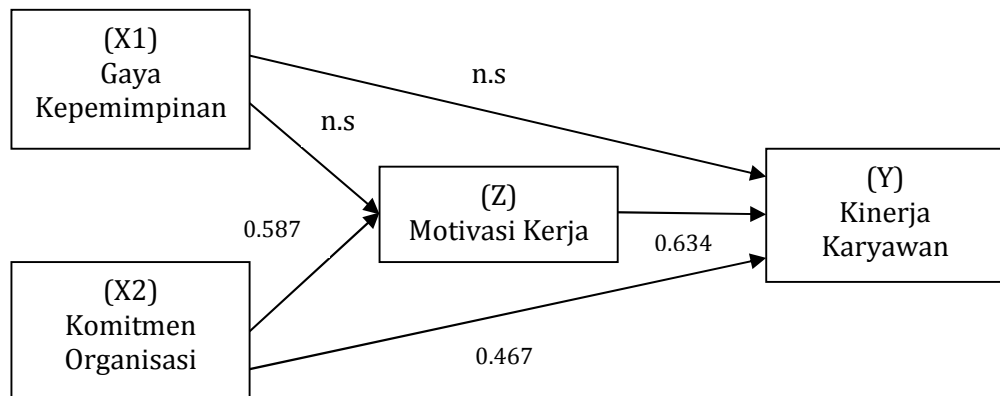 (X1)
Gaya
Kepemimpinan
n.s
n.s
(Z)
Motivasi Kerja
(Y)
Kinerja
Karyawan
0.587
0.634
(X2)
Komitmen
Organisasi
0.467